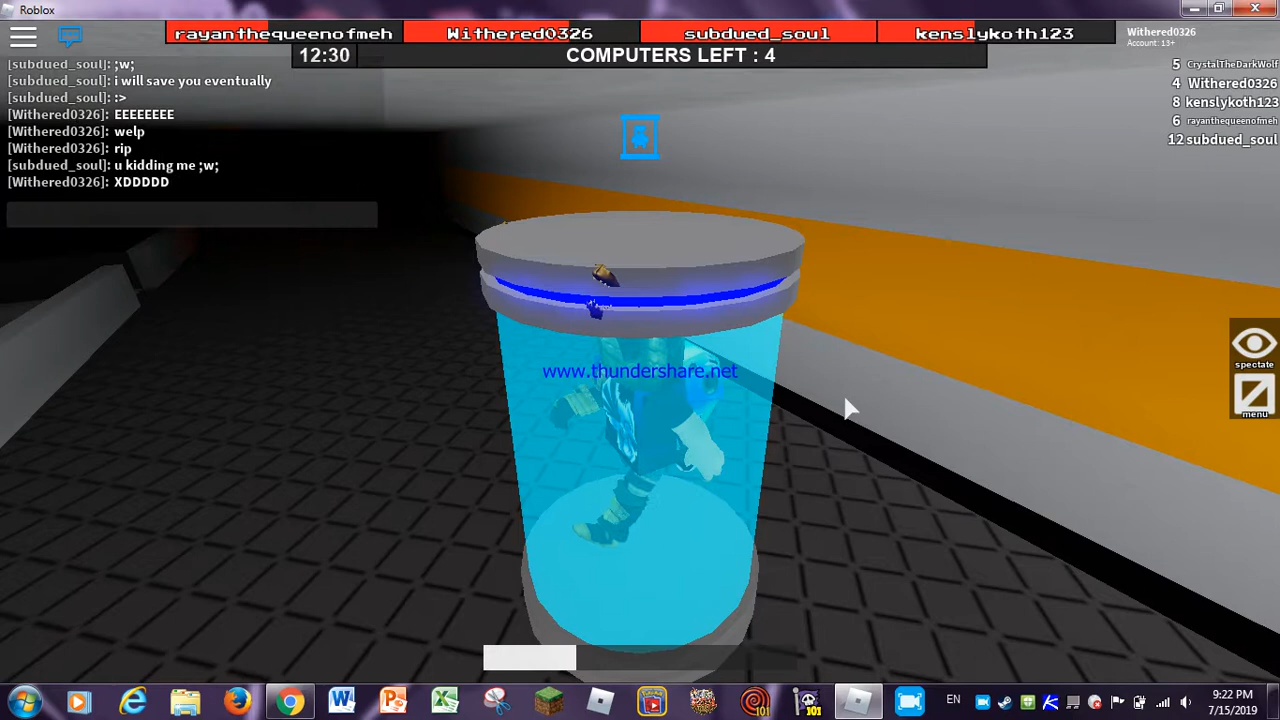 Roblox
rayanthequeenofmeh Withered0326 subdued_soul kenslykoth123
Withered0326
Account: 13+
12:30 COMPUTERS LEFT : 4
[subdued_soul]: ;w;
[subdued_soul]: i will save you eventually
[subdued_soul]: :>
[Withered0326]: EEEEEEEE
[Withered0326]: welp
[Withered0326]: rip
[subdued_soul]: u kidding me ;w;
[Withered0326]: XDDDDD
5 CrystalTheDarkWolf
4 Withered0326
8 kenslykoth123
6 rayanthequeenofmeh
12 subdued_soul
www.thundershare.net
spectate
menu
101
101
EN
9:22 PM
7/15/2019